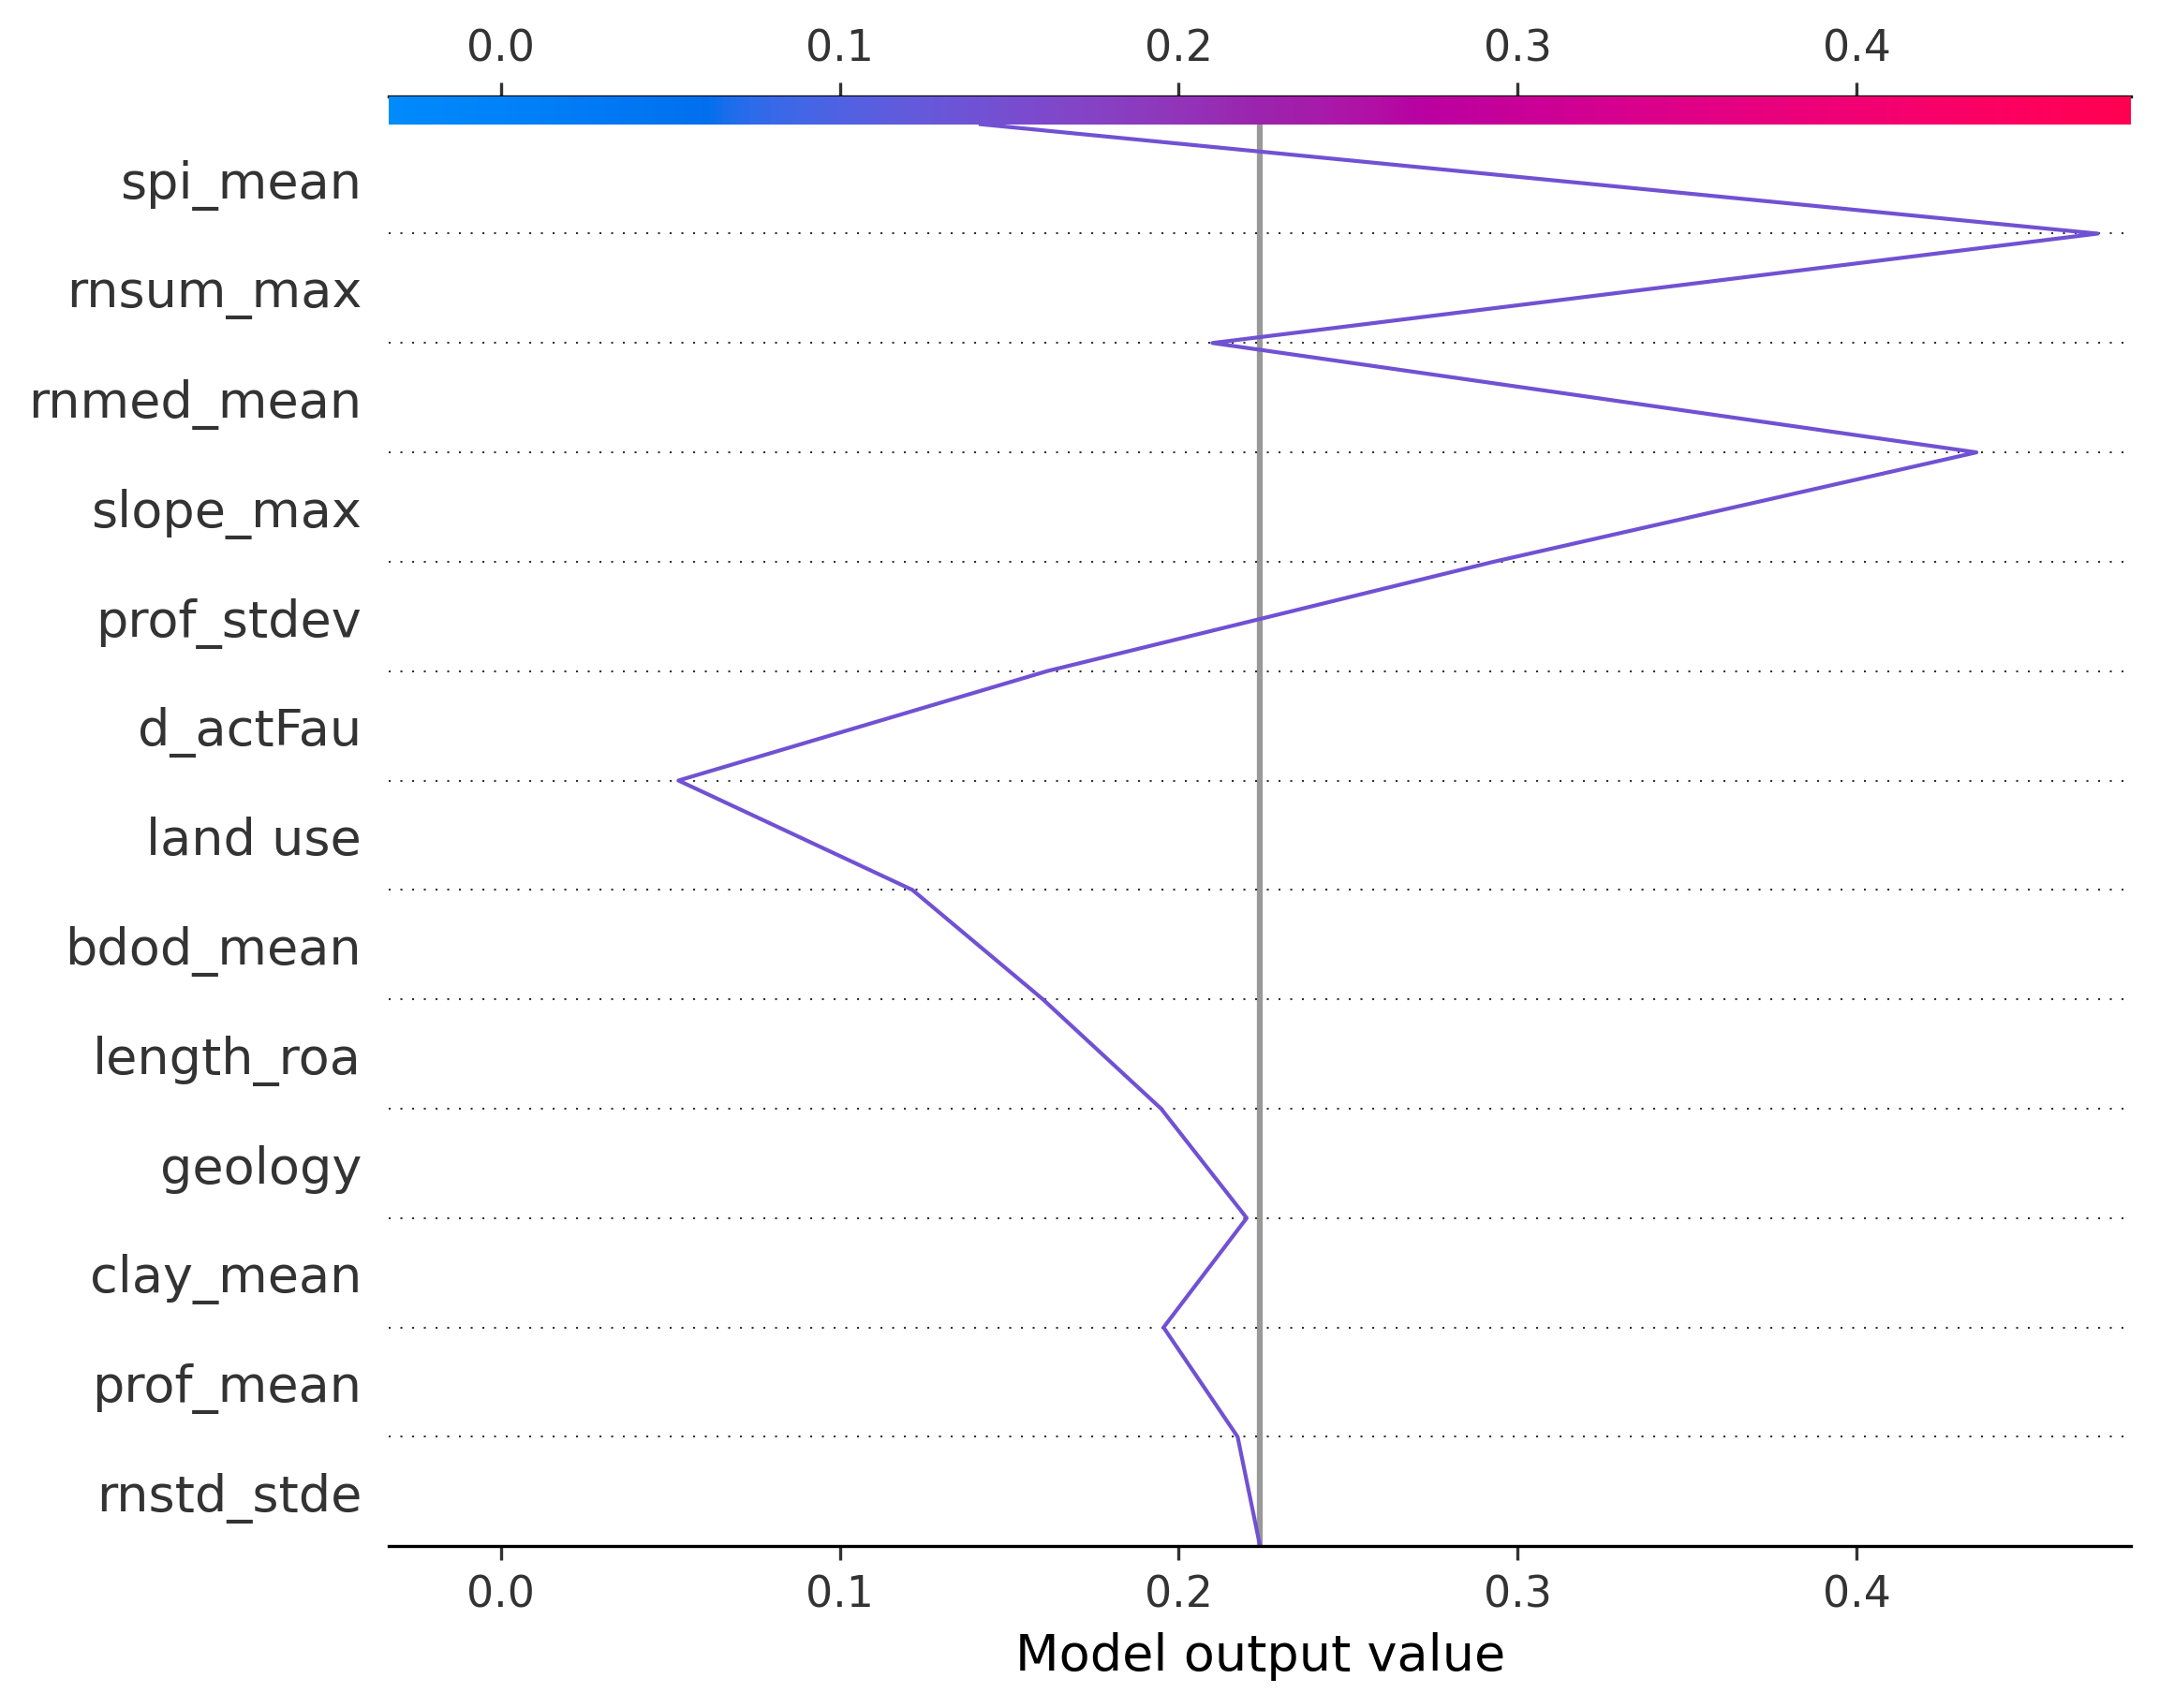 0.0 0.1 0.2 0.3 0.4
spi_mean
rnsum_max
rnmed_mean
slope_max
prof_stdev
d_actFau
land use
bdod_mean
length_roa
geology
clay_mean
prof_mean
rnstd_stde
0.0 0.1 0.2 0.3 0.4
Model output value